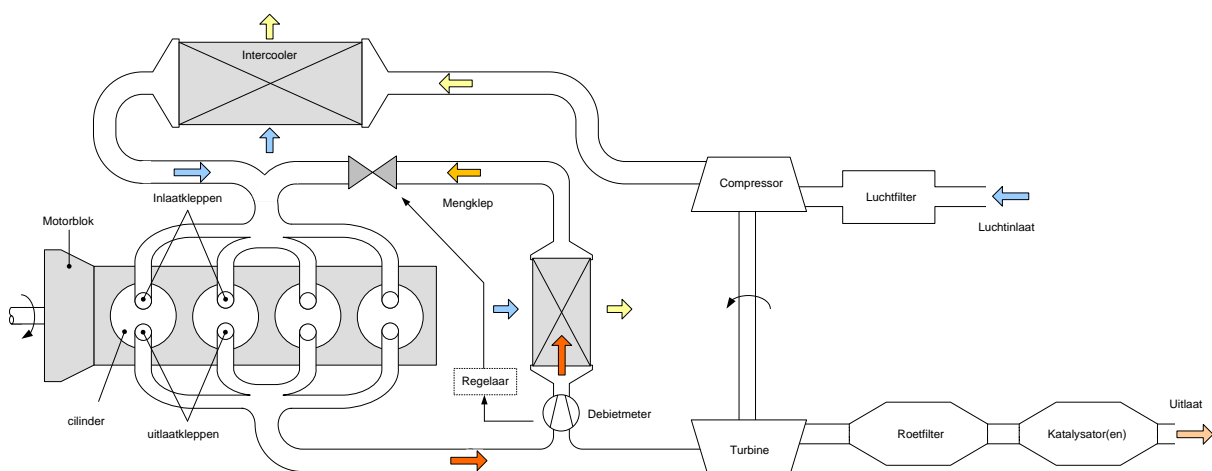 Intercooler
Compressor
Luchtfilter
Luchtinlaat
Inlaatkleppen
Mengklep
Motorblok
Regelaar
Debietmeter
cilinder
uitlaatkleppen
Turbine
Roetfilter
Katalysator(en)
Uitlaat